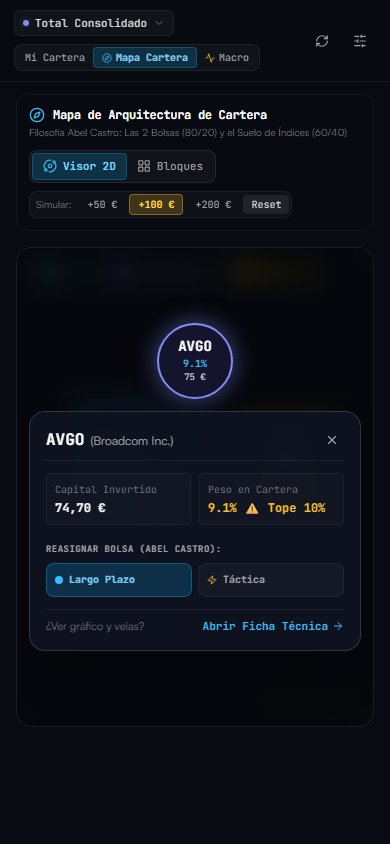 Total Consolidado
Mi Cartera Mapa Cartera Macro
Mapa de Arquitectura de Cartera
Filosofía Abel Castro: Las 2 Bolsas (80/20) y el Suelo de Índices (60/40)
Visor 2D Bloques
Simular: +50 € +100 € +200 € Reset
AVGO
9.1%
75 €
AVGO (Broadcom Inc.)
Capital Invertido Peso en Cartera
74,70 € 9.1% ⚠️ Tope 10%
REASIGNAR BOLSA (ABEL CASTRO):
Largo Plazo Táctica
¿Ver gráfico y velas? Abrir Ficha Técnica →